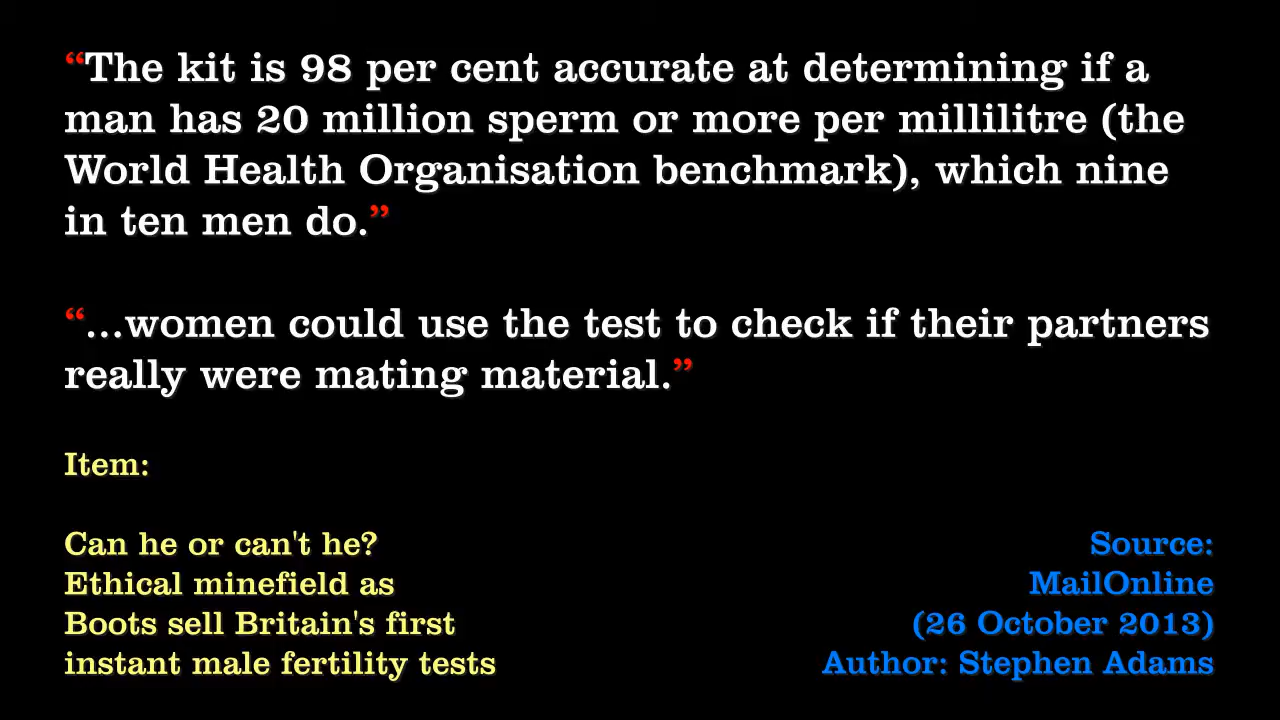 “The kit is 98 per cent accurate at determining if a
man has 20 million sperm or more per millilitre (the
World Health Organisation benchmark), which nine
in ten men do.”
“...women could use the test to check if their partners
really were mating material.”
Item:
Can he or can't he?
Ethical minefield as
Boots sell Britain's first
instant male fertility tests
Source:
MailOnline
(26 October 2013)
Author: Stephen Adams